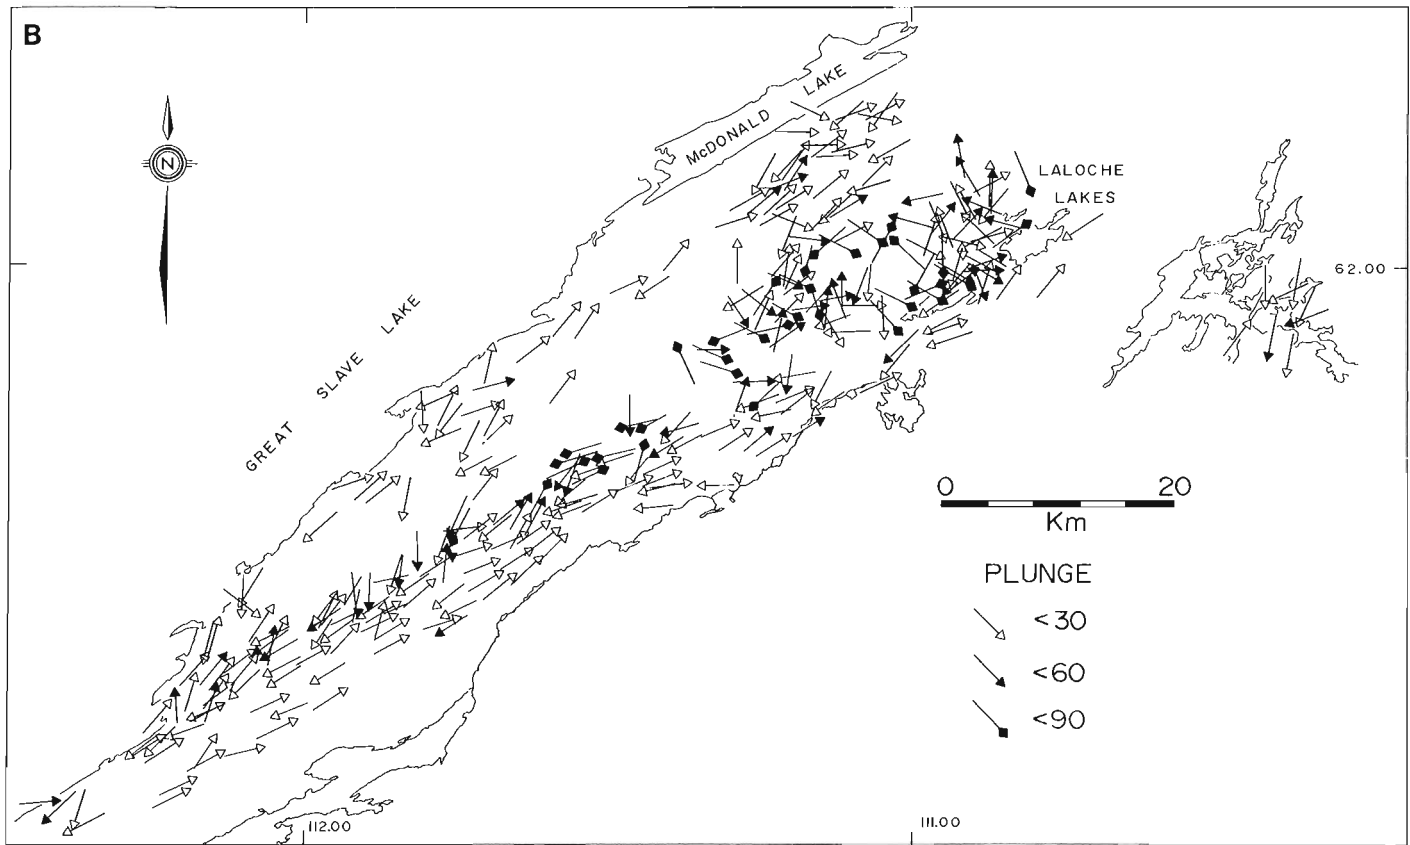 B
N
McDONALD LAKE
LALOCHE
LAKES
62.00
GREAT SLAVE LAKE
0 20
Km
PLUNGE
<30
<60
<90
112.00
111.00